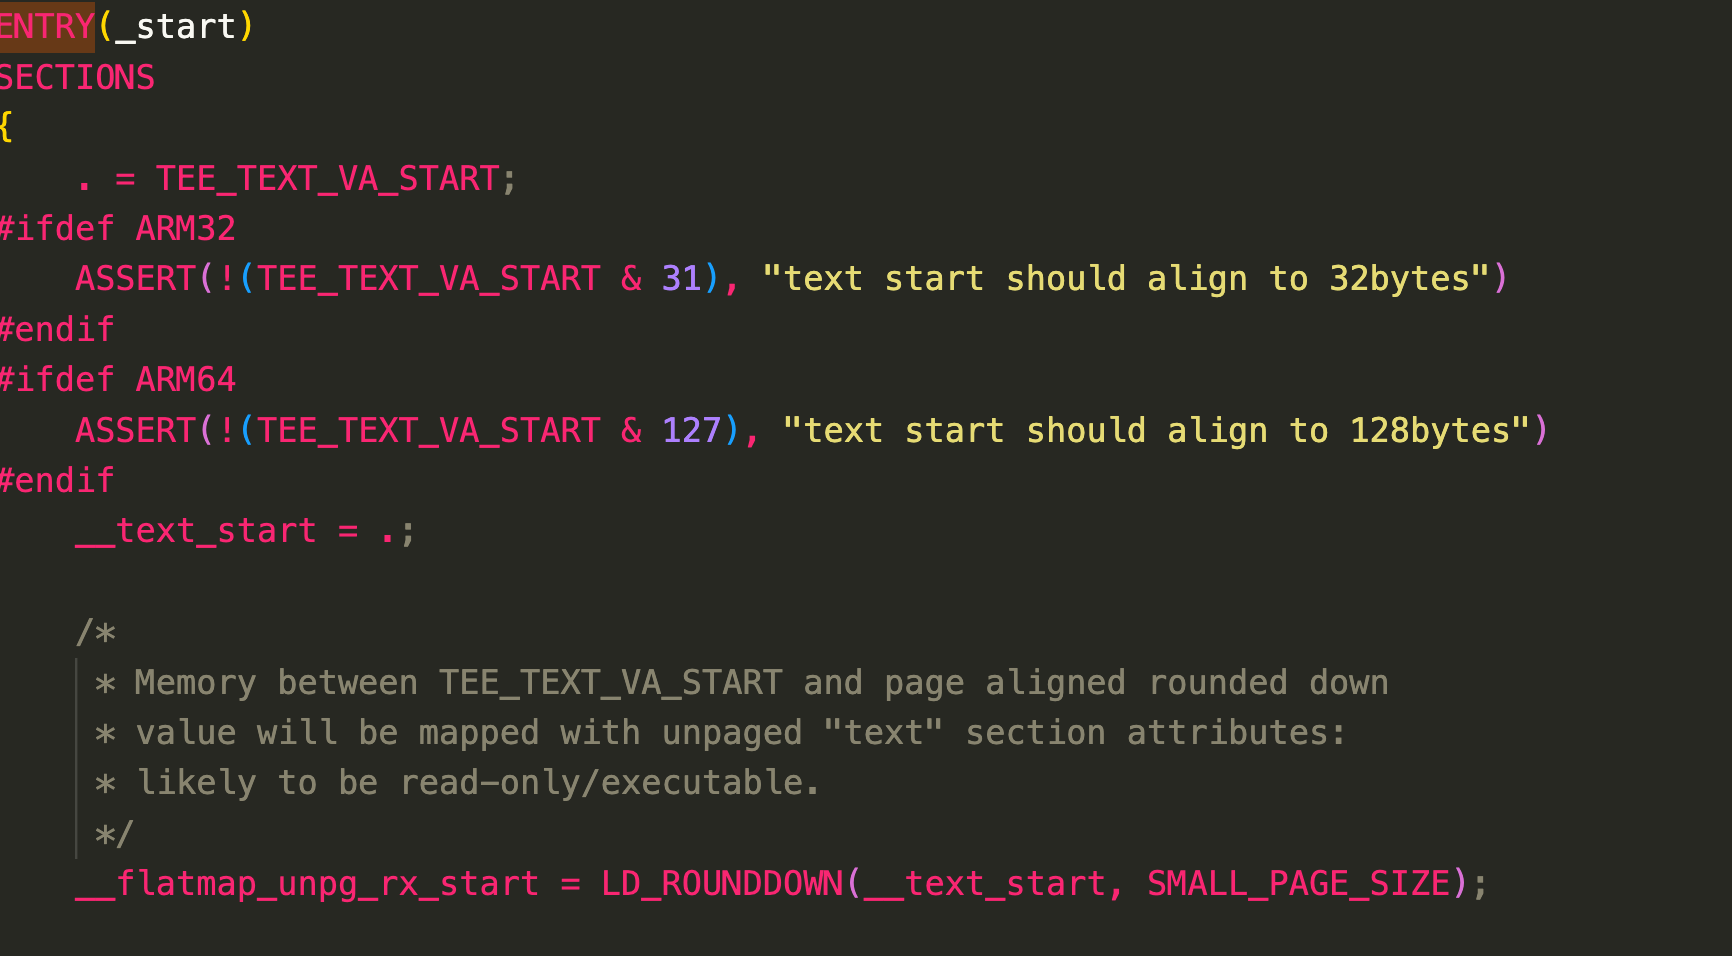 ENTRY(_start)
SECTIONS
{
    . = TEE_TEXT_VA_START;
#ifdef ARM32
    ASSERT(!(TEE_TEXT_VA_START & 31), "text start should align to 32bytes")
#endif
#ifdef ARM64
    ASSERT(!(TEE_TEXT_VA_START & 127), "text start should align to 128bytes")
#endif
    __text_start = .;

    /*
     * Memory between TEE_TEXT_VA_START and page aligned rounded down
     * value will be mapped with unpaged "text" section attributes:
     * likely to be read-only/executable.
     */
    __flatmap_unpg_rx_start = LD_ROUNDDOWN(__text_start, SMALL_PAGE_SIZE);